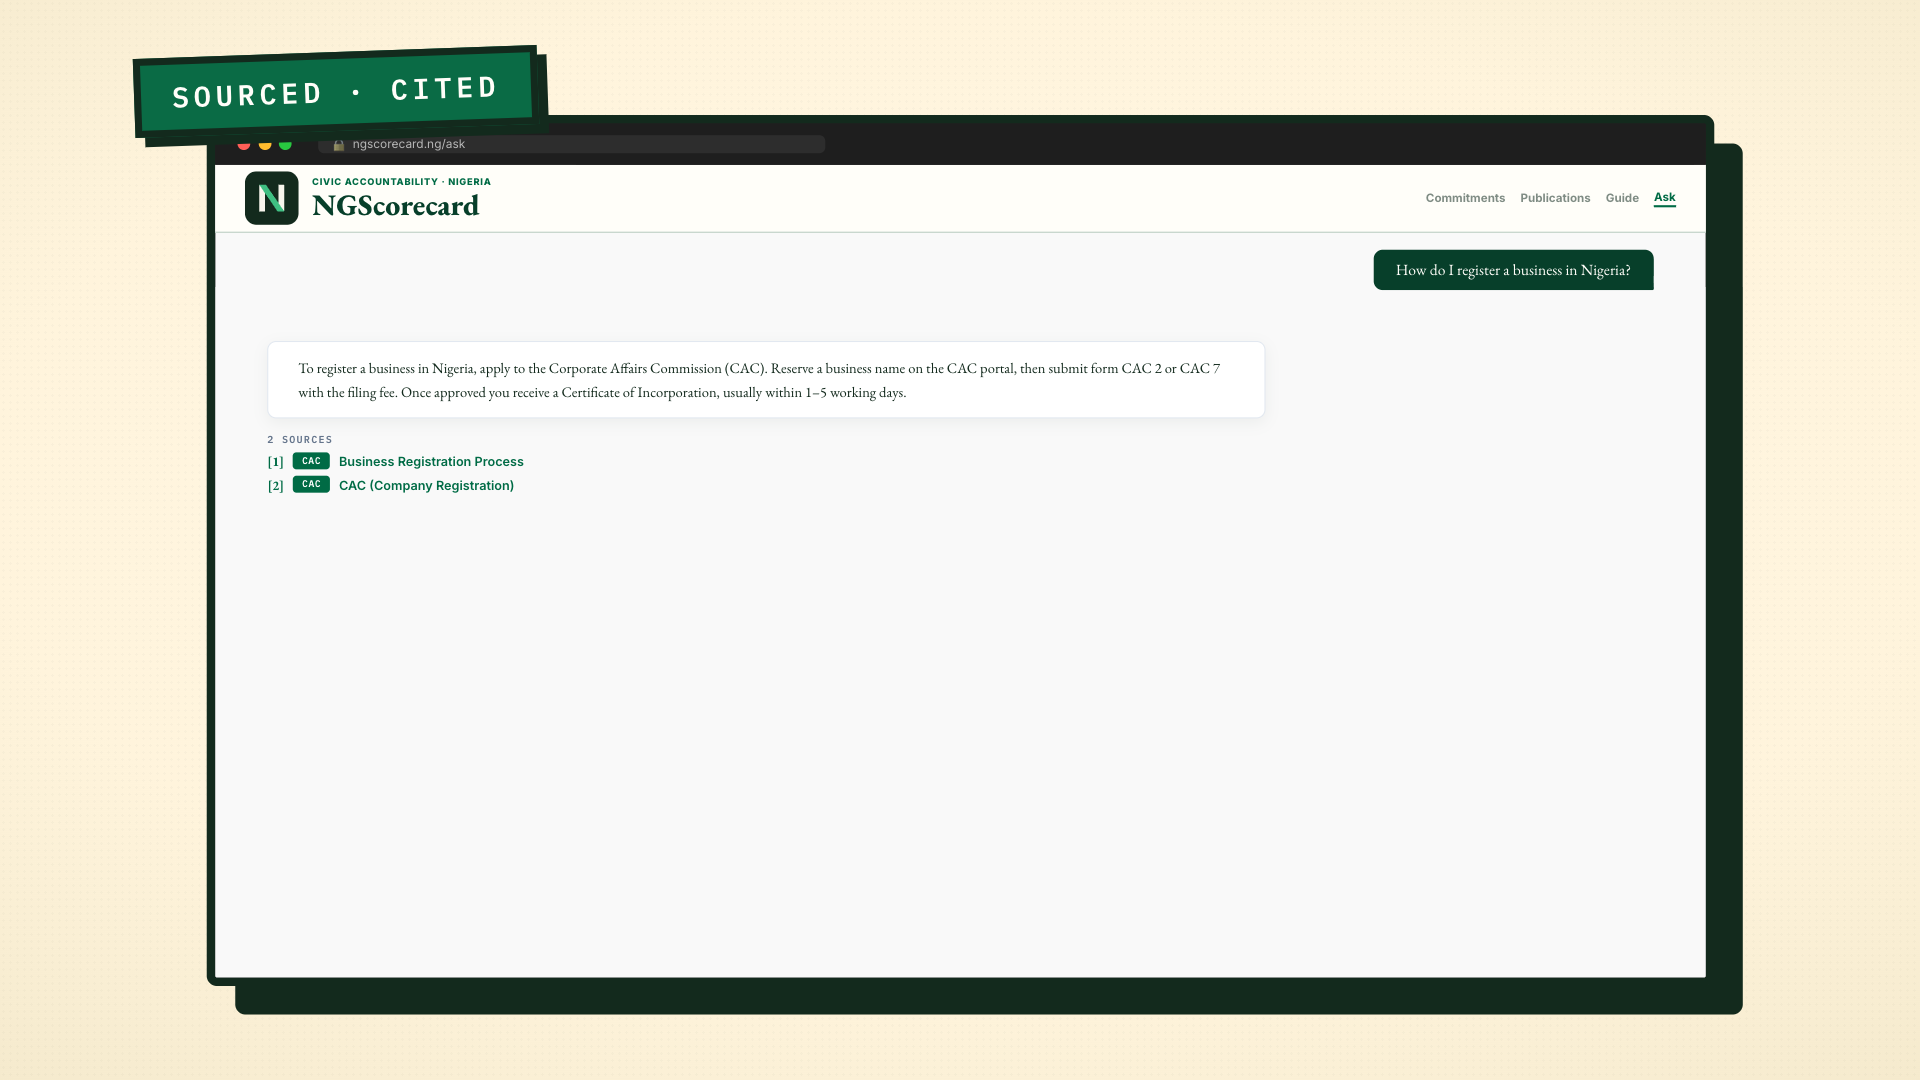 SOURCED · CITED
ngscorecard.ng/ask
N
CIVIC ACCOUNTABILITY · NIGERIA
NGScorecard
Commitments Publications Guide Ask
How do I register a business in Nigeria?
To register a business in Nigeria, apply to the Corporate Affairs Commission (CAC). Reserve a business name on the CAC portal, then submit form CAC 2 or CAC 7
with the filing fee. Once approved you receive a Certificate of Incorporation, usually within 1–5 working days.
2 SOURCES
[1] CAC Business Registration Process
[2] CAC CAC (Company Registration)